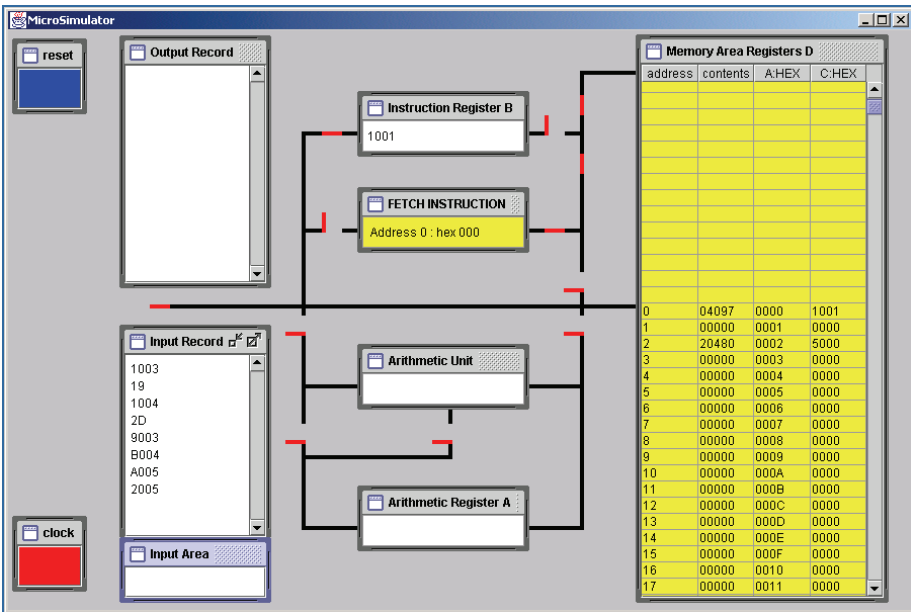 MicroSimulator
reset
Output Record
Instruction Register B
1001
FETCH INSTRUCTION
Address 0 : hex 000
Input Record
1003
19
1004
2D
9003
B004
A005
2005
Arithmetic Unit
Arithmetic Register A
clock
Input Area
Memory Area Registers D
address contents A:HEX C:HEX
0 04097 0000 1001
1 00000 0001 0000
2 20480 0002 5000
3 00000 0003 0000
4 00000 0004 0000
5 00000 0005 0000
6 00000 0006 0000
7 00000 0007 0000
8 00000 0008 0000
9 00000 0009 0000
10 00000 000A 0000
11 00000 000B 0000
12 00000 000C 0000
13 00000 000D 0000
14 00000 000E 0000
15 00000 000F 0000
16 00000 0010 0000
17 00000 0011 0000